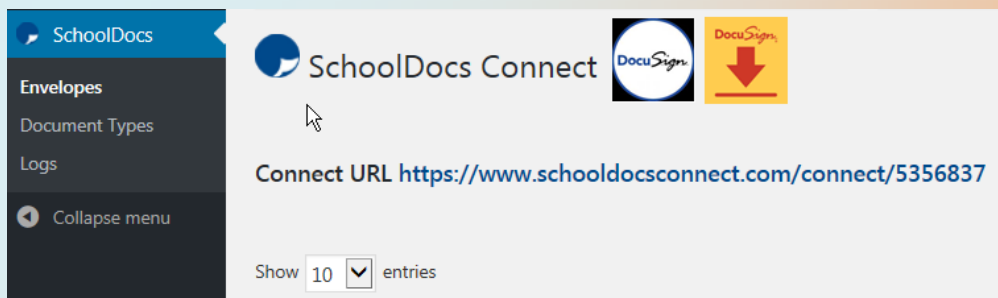 SchoolDocs
Envelopes
Document Types
Logs
Collapse menu
SchoolDocs Connect
DocuSign
DocuSign
Connect URL https://www.schooldocsconnect.com/connect/5356837
Show 10 entries